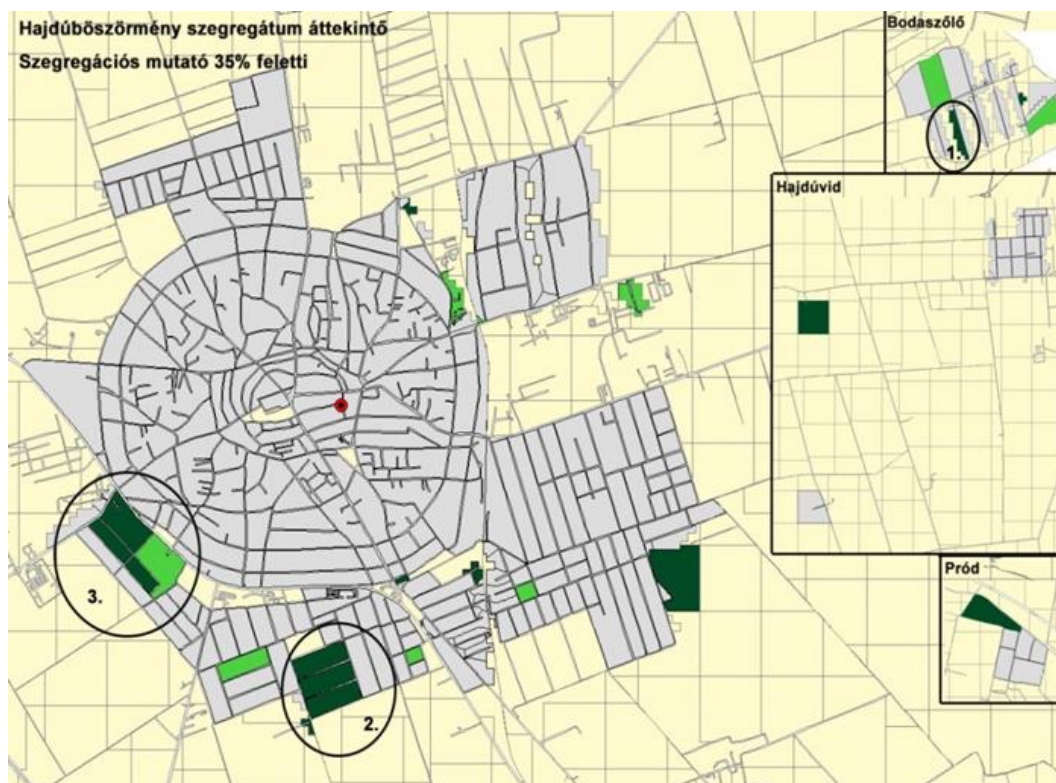 Hajdúböszörmény szegregátum áttekintő
Szegregációs mutató 35% feletti
Bodaszőlő
1.
Hajdúvid
Pród
3.
2.